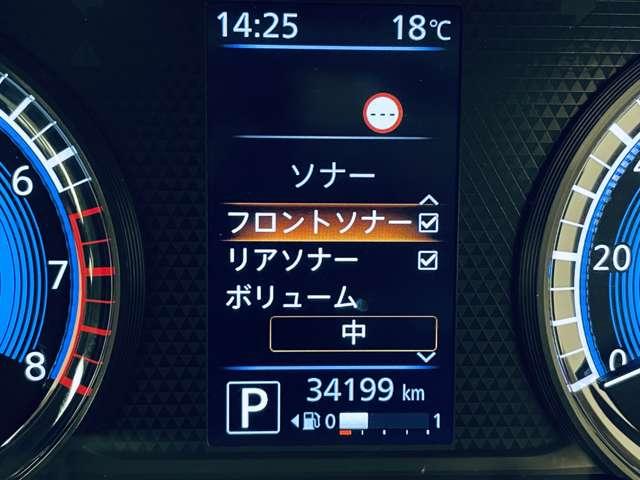 14:25 18℃
---
ソナー
フロントソナー
リアソナー
ボリューム
中
6
7
8
20
P
34199 km
0 1